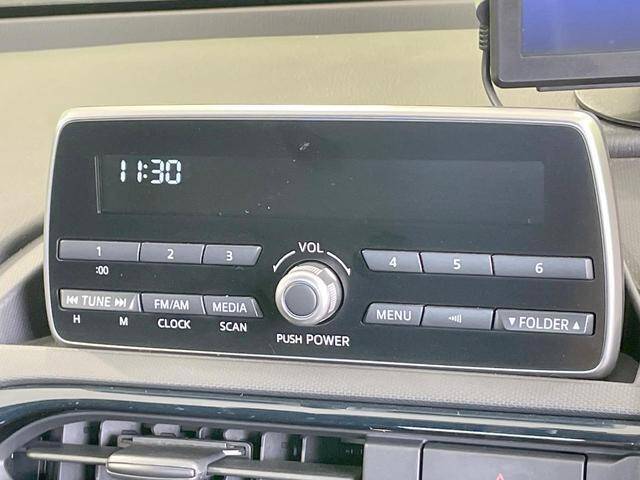 11:30
VOL
1 2 3 4 5 6
:00
TUNE FM/AM MEDIA MENU FOLDER
H M CLOCK SCAN PUSH POWER